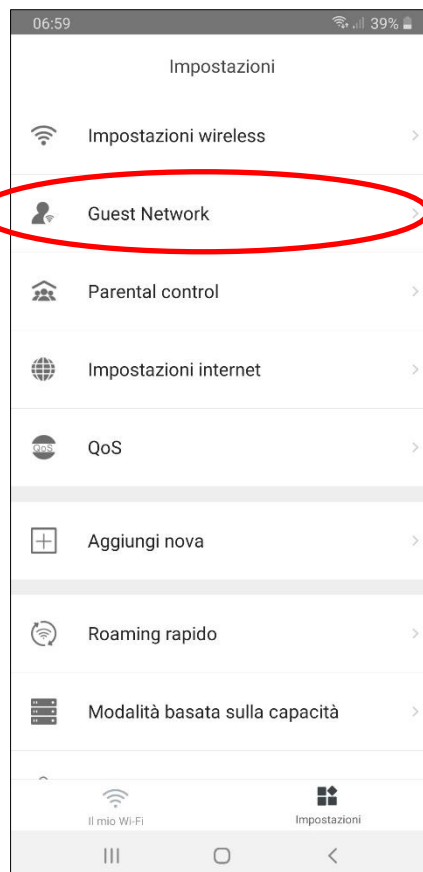 06:59
39%
Impostazioni
Impostazioni wireless
Guest Network
Parental control
Impostazioni internet
QoS
QoS
Aggiungi nova
Roaming rapido
Modalità basata sulla capacità
Il mio Wi-Fi
Impostazioni